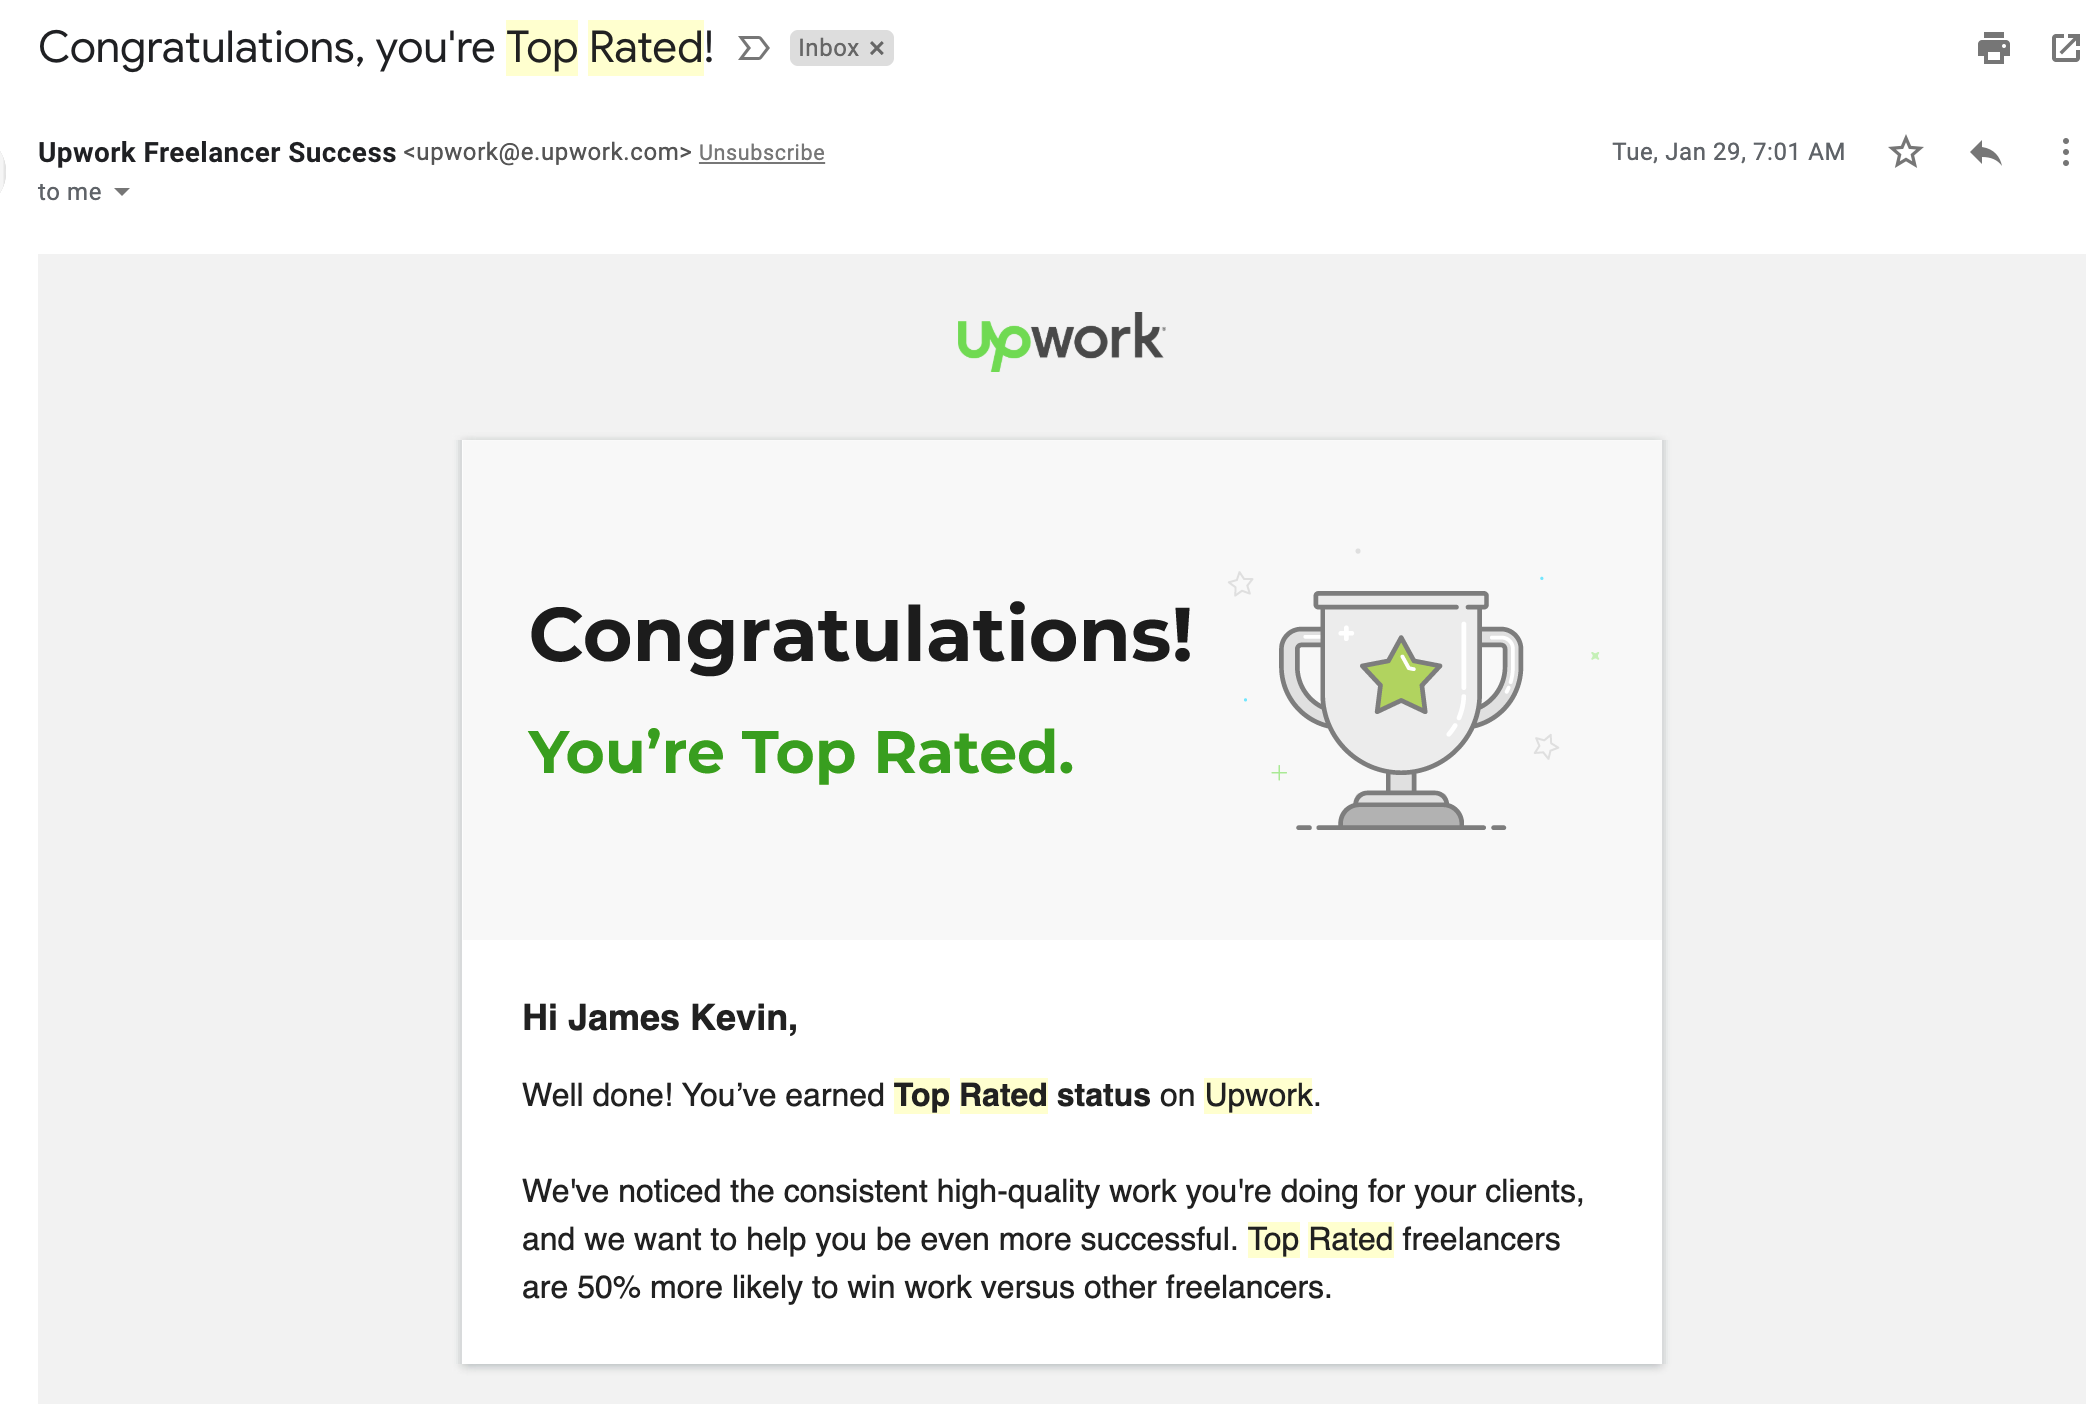 Congratulations, you're Top Rated! Inbox ×
Upwork Freelancer Success <upwork@e.upwork.com> Unsubscribe Tue, Jan 29, 7:01 AM
to me
upwork
Congratulations!
You’re Top Rated.
Hi James Kevin,
Well done! You’ve earned Top Rated status on Upwork.
We've noticed the consistent high-quality work you're doing for your clients,
and we want to help you be even more successful. Top Rated freelancers
are 50% more likely to win work versus other freelancers.